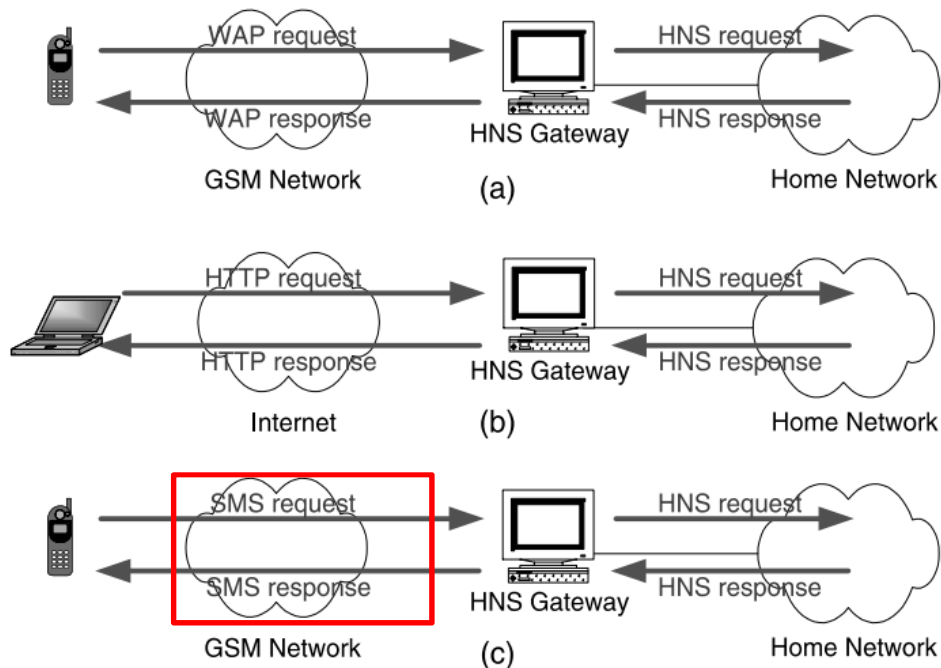 WAP request
HNS request
WAP response
HNS response
HNS Gateway
GSM Network
Home Network
(a)
HTTP request
HNS request
HTTP response
HNS response
HNS Gateway
Internet
Home Network
(b)
SMS request
HNS request
SMS response
HNS response
HNS Gateway
GSM Network
Home Network
(c)